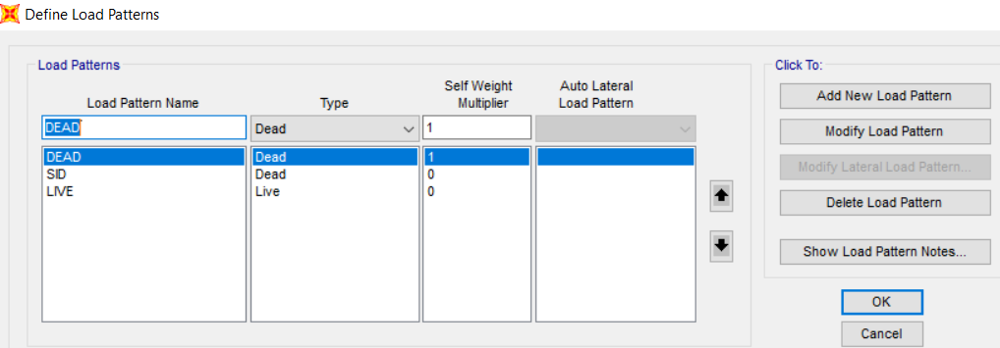 Define Load Patterns
Load Patterns
Click To:
Self Weight Auto Lateral
Load Pattern Name Type Multiplier Load Pattern
DEAD Dead 1
DEAD Dead 1
SID Dead 0
LIVE Live 0
Add New Load Pattern
Modify Load Pattern
Modify Lateral Load Pattern...
Delete Load Pattern
Show Load Pattern Notes...
OK
Cancel